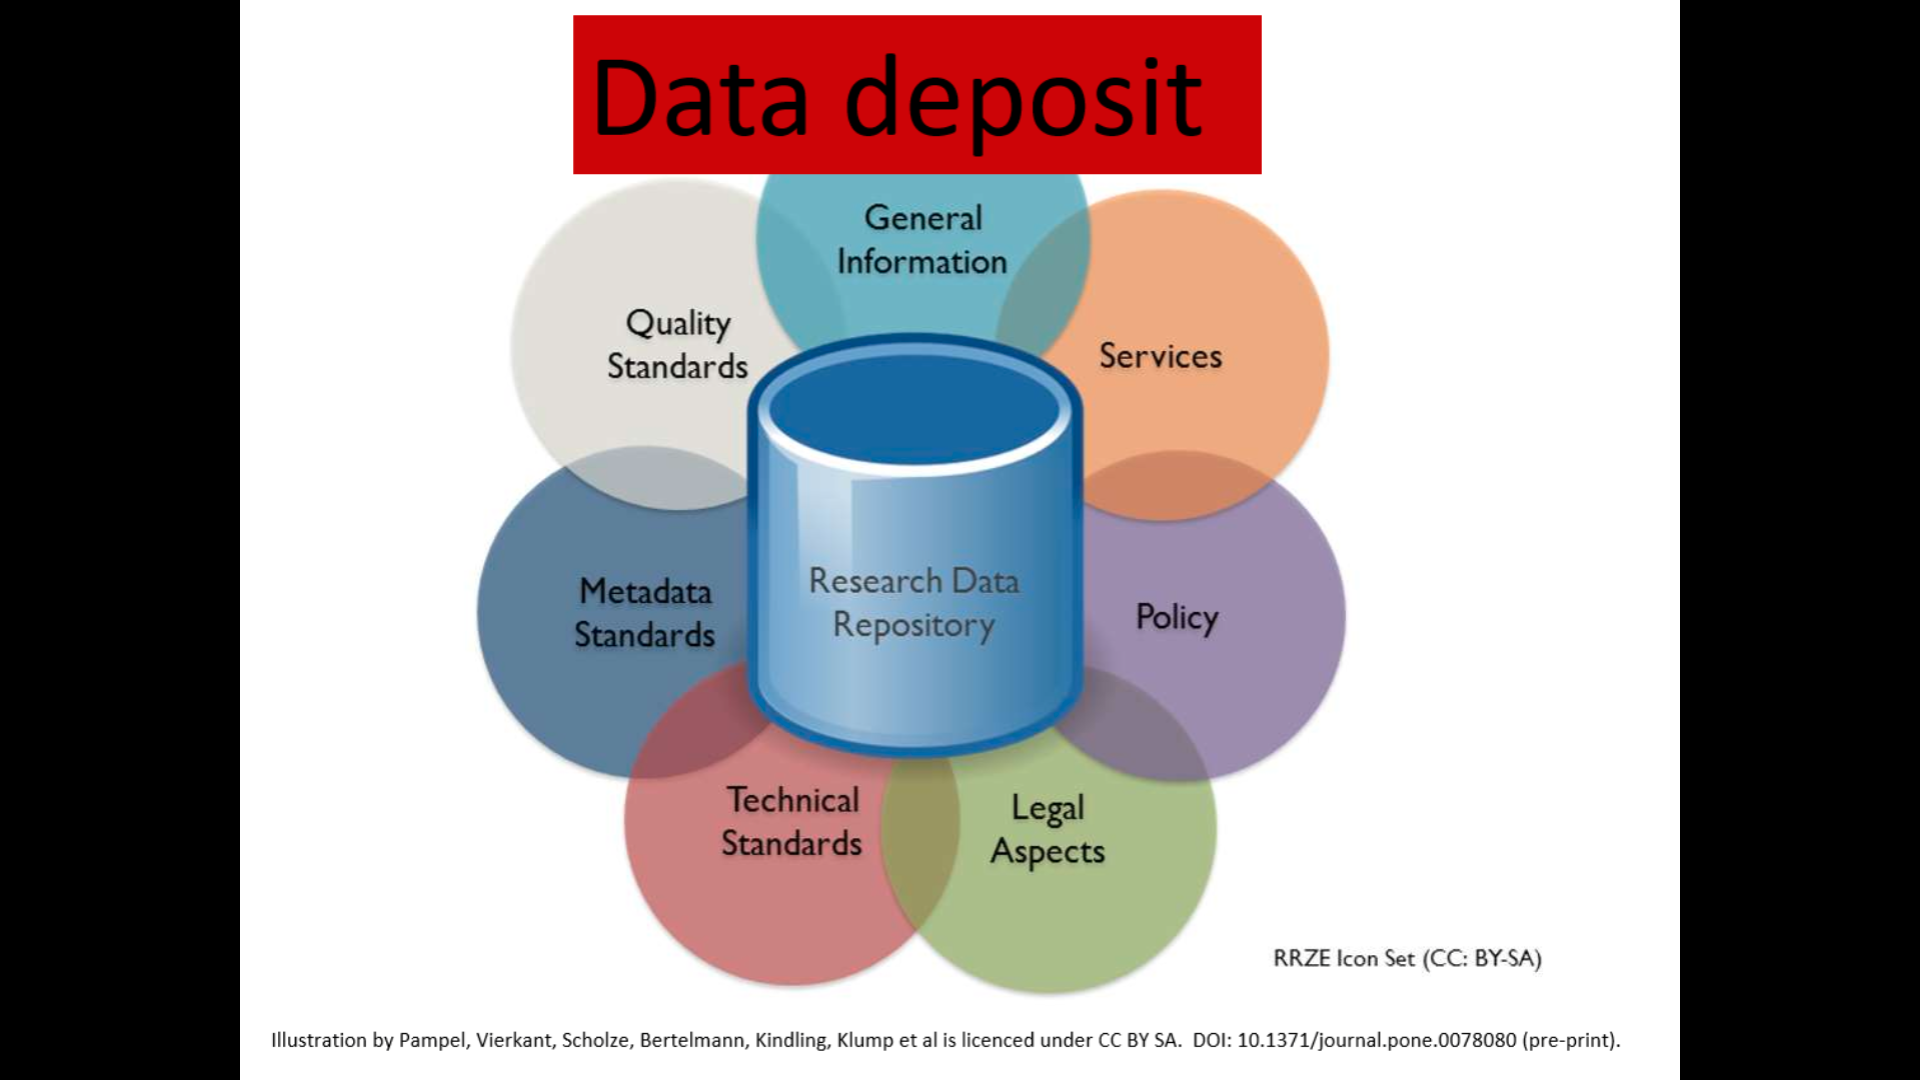 Data deposit
General
Information
Quality
Standards
Services
Metadata
Standards
Research Data
Repository
Policy
Technical
Standards
Legal
Aspects
RRZE Icon Set (CC: BY-SA)
Illustration by Pampel, Vierkant, Scholze, Bertelmann, Kindling, Klump et al is licenced under CC BY SA.  DOI: 10.1371/journal.pone.0078080 (pre-print).